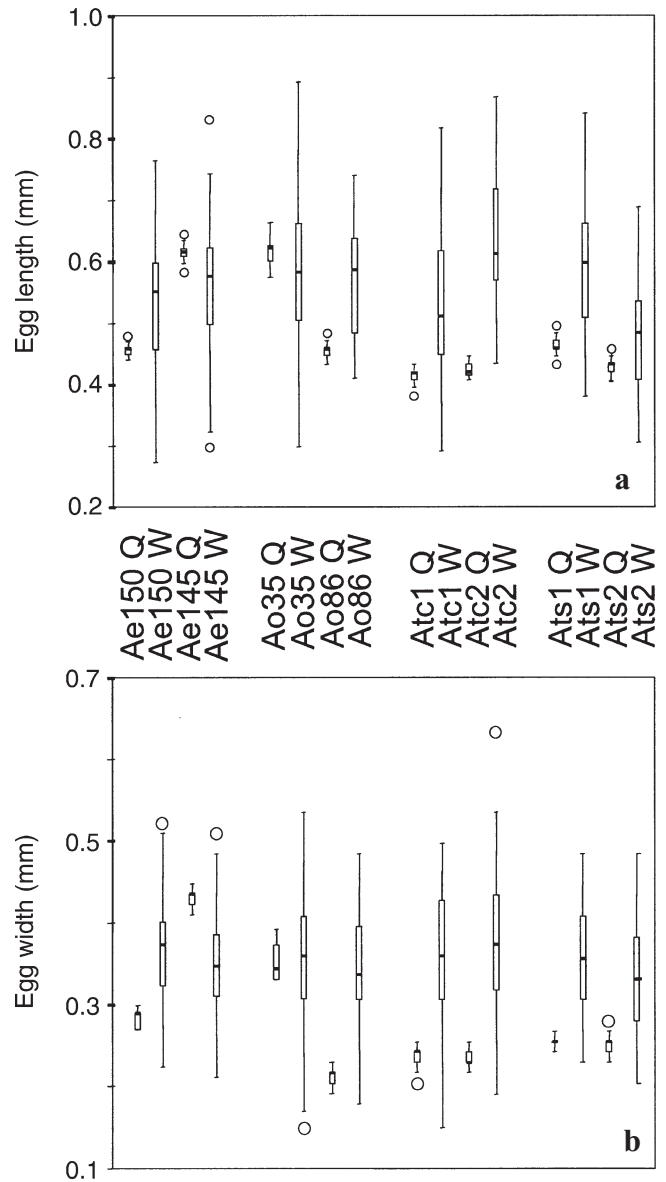 1.0
0.8
0.6
0.4
0.2
Egg length (mm)
a
Ae150 Q
Ae150 W
Ae145 Q
Ae145 W
Ao35 Q
Ao35 W
Ao86 Q
Ao86 W
Atc1 Q
Atc1 W
Atc2 Q
Atc2 W
Ats1 Q
Ats1 W
Ats2 Q
Ats2 W
0.7
0.5
0.3
0.1
Egg width (mm)
b